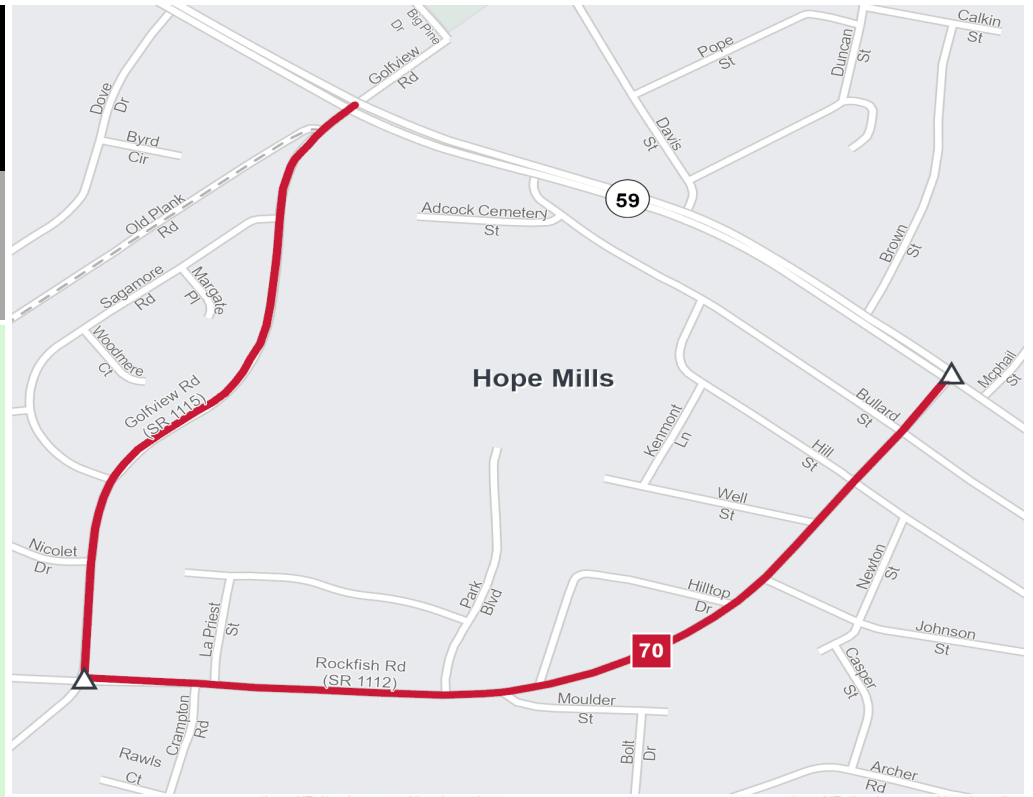 Big Pine
Dr
Golfview
Rd
Calkin
St
Pope
St
Duncan
St
Dove
Dr
Byrd
Cir
Davis
St
59
Old Plank
Rd
Adcock Cemetery
St
Brown
St
Sagamore
Rd
Margate
Pl
Woodmere
Ct
Hope Mills
Mcphail
St
Golfview Rd
(SR 1115)
Bullard
St
Kenmont
Ln
Hill
St
Well
St
Nicolet
Dr
Newton
St
La Priest
St
Park
Blvd
Hilltop
Dr
Johnson
St
70
Rockfish Rd
(SR 1112)
Casper
St
Moulder
St
Crampton
Rd
Bolt
Dr
Rawls
Ct
Archer
Rd